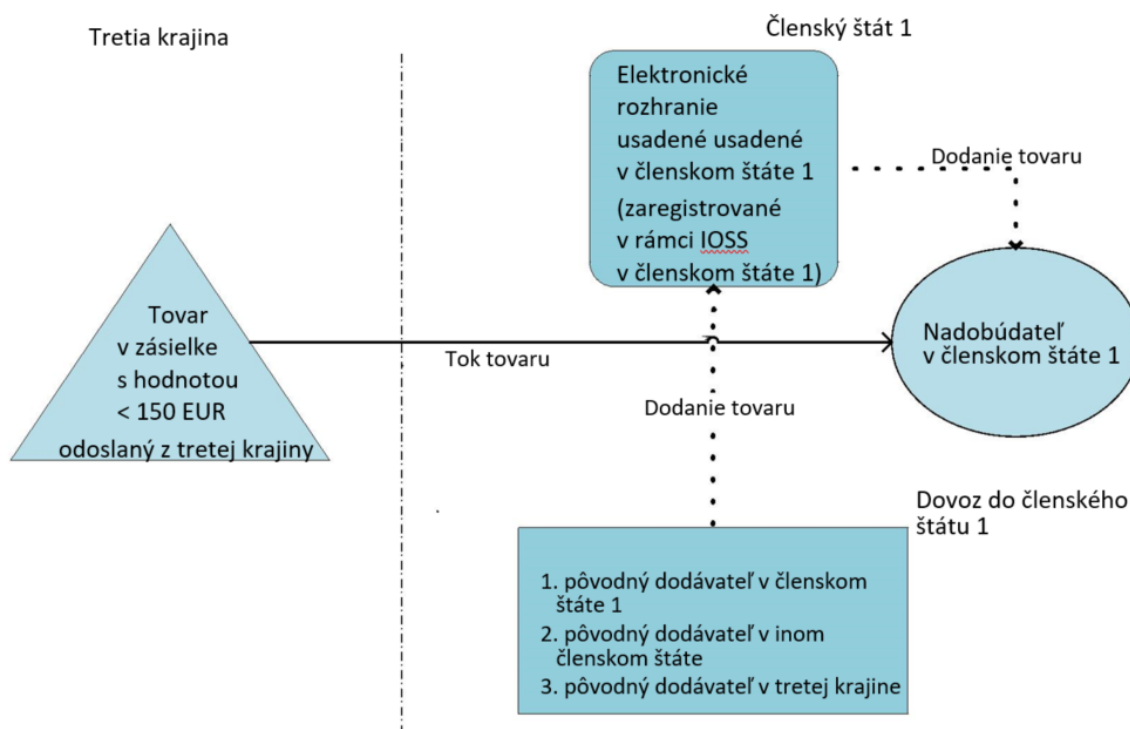 Tretia krajina
Členský štát 1
Elektronické
rozhranie
usadené usadené
v členskom štáte 1
(zaregistrované
v rámci IOSS
v členskom štáte 1)
Dodanie tovaru
Tovar
v zásielke
s hodnotou
< 150 EUR
odoslaný z tretej krajiny
Tok tovaru
Nadobúdateľ
v členskom štáte 1
Dodanie tovaru
Dovoz do členského
štátu 1
1. pôvodný dodávateľ v členskom
štáte 1
2. pôvodný dodávateľ v inom
členskom štáte
3. pôvodný dodávateľ v tretej krajine